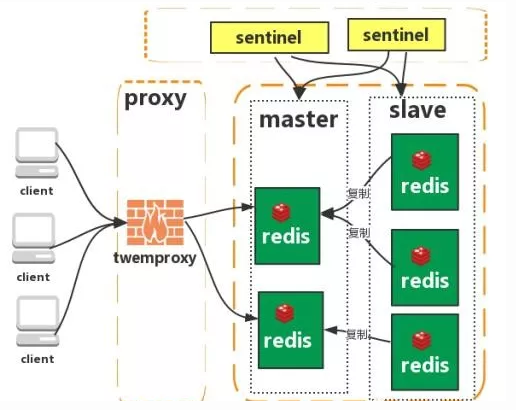 sentinel
sentinel
proxy
master
slave
client
client
client
twemproxy
redis
redis
redis
redis
redis
复制
复制
复制